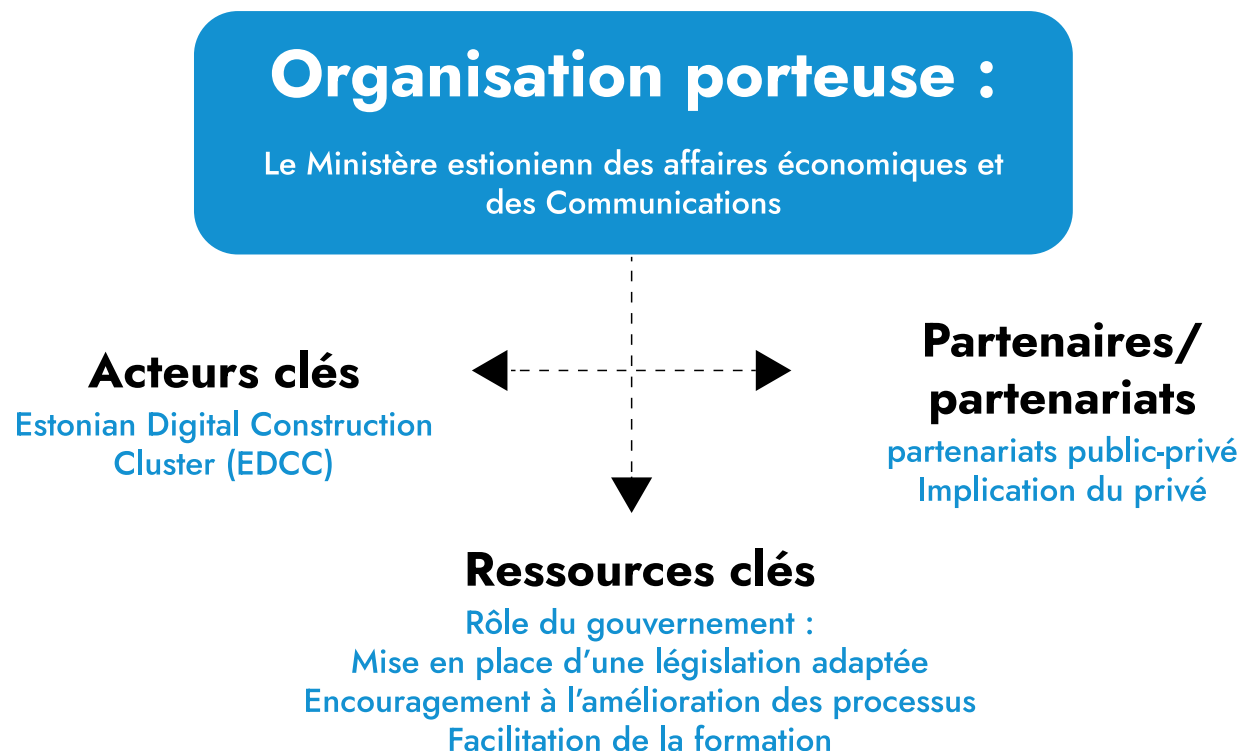 Organisation porteuse :
Le Ministère estionienn des affaires économiques et
des Communications
Acteurs clés
Estonian Digital Construction
Cluster (EDCC)
Partenaires/
partenariats
partenariats public-privé
Implication du privé
Ressources clés
Rôle du gouvernement :
Mise en place d’une législation adaptée
Encouragement à l’amélioration des processus
Facilitation de la formation